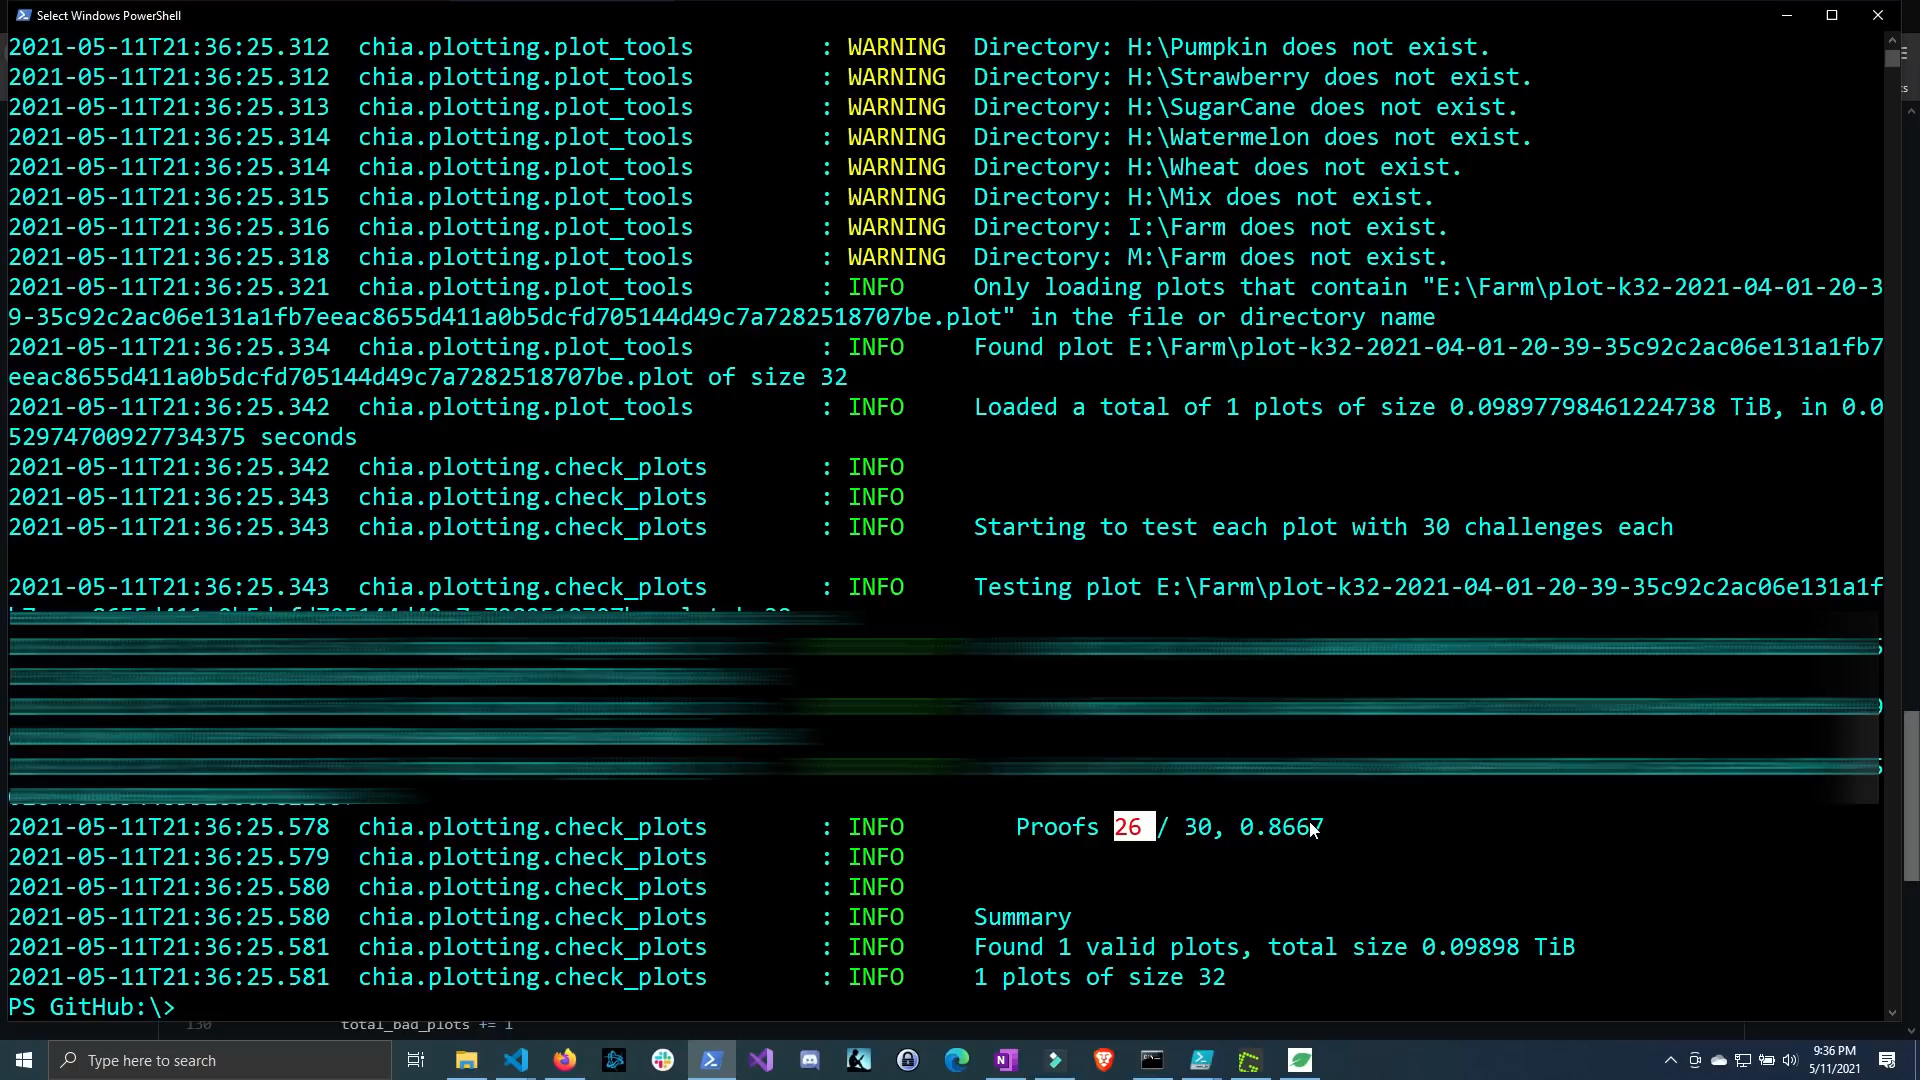 Select Windows PowerShell
2021-05-11T21:36:25.312 chia.plotting.plot_tools : WARNING Directory: H:\Pumpkin does not exist.
2021-05-11T21:36:25.312 chia.plotting.plot_tools : WARNING Directory: H:\Strawberry does not exist.
2021-05-11T21:36:25.313 chia.plotting.plot_tools : WARNING Directory: H:\SugarCane does not exist.
2021-05-11T21:36:25.314 chia.plotting.plot_tools : WARNING Directory: H:\Watermelon does not exist.
2021-05-11T21:36:25.314 chia.plotting.plot_tools : WARNING Directory: H:\Wheat does not exist.
2021-05-11T21:36:25.315 chia.plotting.plot_tools : WARNING Directory: H:\Mix does not exist.
2021-05-11T21:36:25.316 chia.plotting.plot_tools : WARNING Directory: I:\Farm does not exist.
2021-05-11T21:36:25.318 chia.plotting.plot_tools : WARNING Directory: M:\Farm does not exist.
2021-05-11T21:36:25.321 chia.plotting.plot_tools : INFO Only loading plots that contain "E:\Farm\plot-k32-2021-04-01-20-3
9-35c92c2ac06e131a1fb7eeac8655d411a0b5dcfd705144d49c7a7282518707be.plot" in the file or directory name
2021-05-11T21:36:25.334 chia.plotting.plot_tools : INFO Found plot E:\Farm\plot-k32-2021-04-01-20-39-35c92c2ac06e131a1fb7
eeac8655d411a0b5dcfd705144d49c7a7282518707be.plot of size 32
2021-05-11T21:36:25.342 chia.plotting.plot_tools : INFO Loaded a total of 1 plots of size 0.09897798461224738 TiB, in 0.0
52974700927734375 seconds
2021-05-11T21:36:25.342 chia.plotting.check_plots : INFO
2021-05-11T21:36:25.343 chia.plotting.check_plots : INFO
2021-05-11T21:36:25.343 chia.plotting.check_plots : INFO Starting to test each plot with 30 challenges each
2021-05-11T21:36:25.343 chia.plotting.check_plots : INFO Testing plot E:\Farm\plot-k32-2021-04-01-20-39-35c92c2ac06e131a1f
2021-05-11T21:36:25.578 chia.plotting.check_plots : INFO Proofs 26 / 30, 0.8667
2021-05-11T21:36:25.579 chia.plotting.check_plots : INFO
2021-05-11T21:36:25.580 chia.plotting.check_plots : INFO
2021-05-11T21:36:25.580 chia.plotting.check_plots : INFO Summary
2021-05-11T21:36:25.581 chia.plotting.check_plots : INFO Found 1 valid plots, total size 0.09898 TiB
2021-05-11T21:36:25.581 chia.plotting.check_plots : INFO 1 plots of size 32
PS GitHub:\>
130 total_bad_plots += 1
Type here to search
9:36 PM
5/11/2021